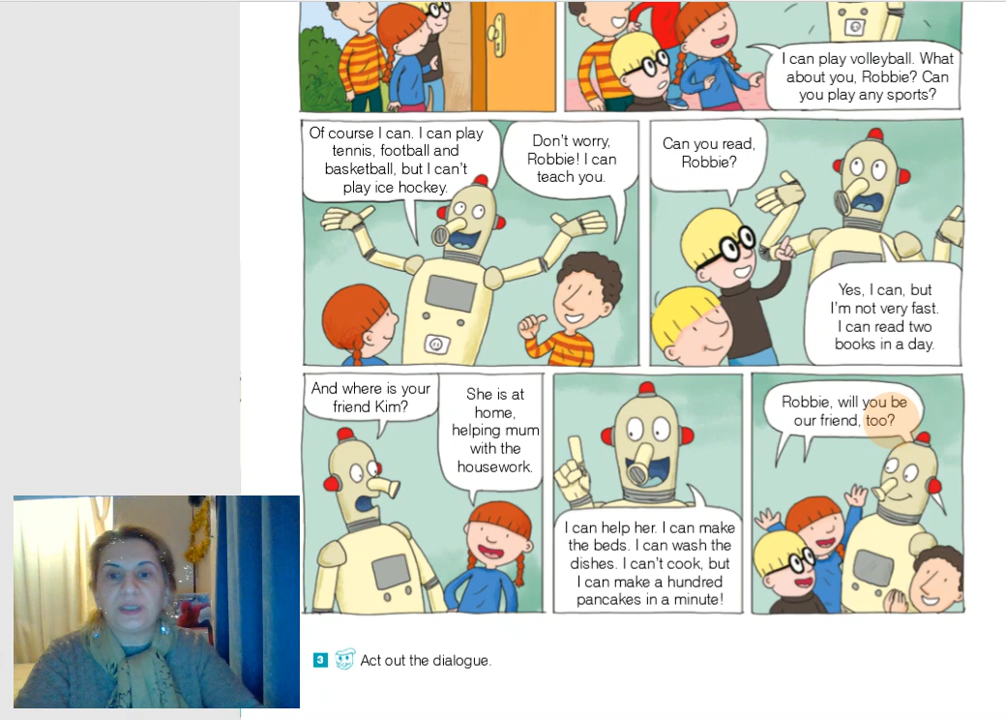 I can play volleyball. What
about you, Robbie? Can
you play any sports?
Of course I can. I can play
tennis, football and
basketball, but I can't
play ice hockey.
Don't worry,
Robbie! I can
teach you.
Can you read,
Robbie?
Yes, I can, but
I'm not very fast.
I can read two
books in a day.
And where is your
friend Kim?
She is at
home,
helping mum
with the
housework.
I can help her. I can make
the beds. I can wash the
dishes. I can't cook, but
I can make a hundred
pancakes in a minute!
Robbie, will you be
our friend, too?
3 Act out the dialogue.